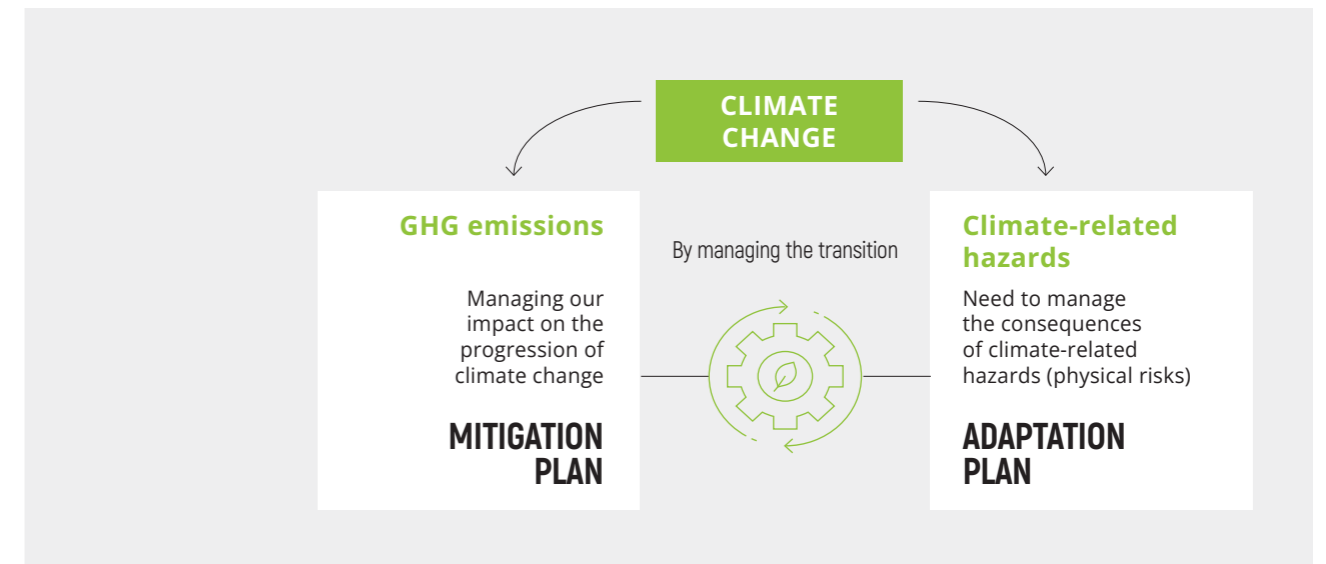 CLIMATE
CHANGE
GHG emissions
Managing our
impact on the
progression of
climate change
MITIGATION
PLAN
By managing the transition
Climate-related
hazards
Need to manage
the consequences
of climate-related
hazards (physical risks)
ADAPTATION
PLAN